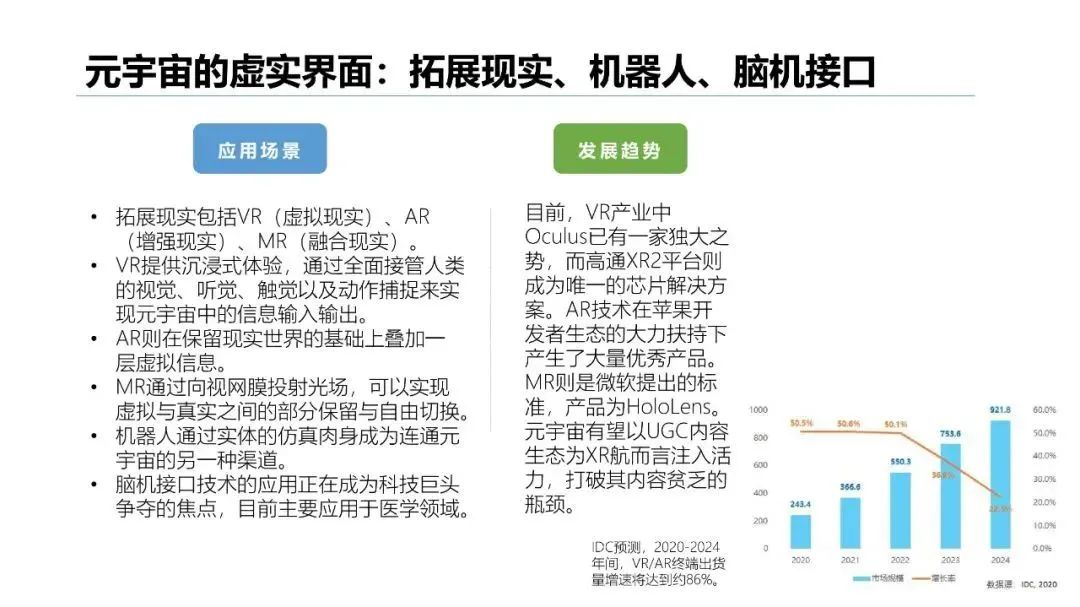 元宇宙的虚实界面：拓展现实、机器人、脑机接口
应用场景
• 拓展现实包括VR（虚拟现实）、AR
（增强现实）、MR（融合现实）。
• VR提供沉浸式体验，通过全面接管人类
的视觉、听觉、触觉以及动作捕捉来实
现元宇宙中的信息输入输出。
• AR则在保留现实世界的基础上叠加一
层虚拟信息。
• MR通过向视网膜投射光场，可以实现
虚拟与真实之间的部分保留与自由切换。
• 机器人通过实体的仿真肉身成为连通元
宇宙的另一种渠道。
• 脑机接口技术的应用正在成为科技巨头
争夺的焦点，目前主要应用于医学领域。
发展趋势
目前，VR产业中
Oculus已有一家独大之
势，而高通XR2平台则
成为唯一的芯片解决方
案。AR技术在苹果开
发者生态的大力扶持下
产生了大量优秀产品。
MR则是微软提出的标
准，产品为HoloLens。
元宇宙有望以UGC内容
生态为XR航而言注入活
力，打破其内容贫乏的
瓶颈。
IDC预测，2020-2024
年间，VR/AR终端出货
量增速将达到约86%。
1000
800
600
400
200
0
60.0%
50.0%
40.0%
30.0%
20.0%
10.0%
0.0%
50.5%
50.6%
50.1%
243.4
366.6
550.3
753.6
921.8
2020
2021
2022
2023
2024
市场规模
增长率
数据源：IDC, 2020